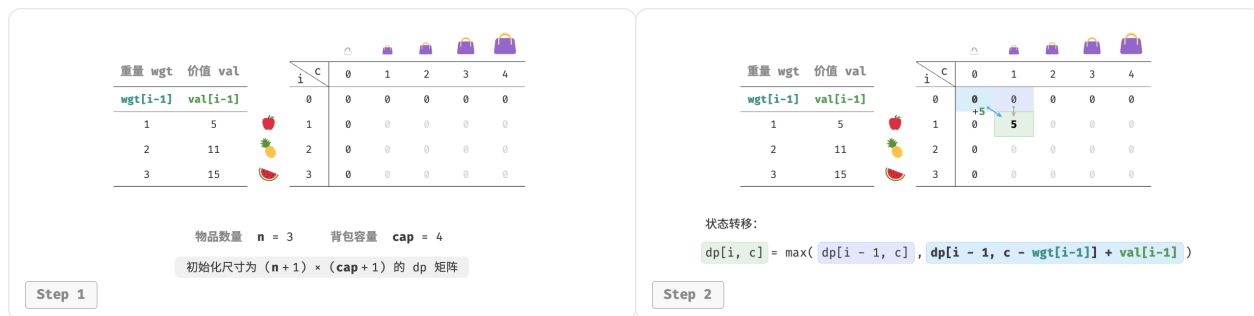 重量 wgt 价值 val
i c 0 1 2 3 4
wgt[i-1] val[i-1] 0 0 0 0 0 0
1 5 1 0 0 0 0 0
2 11 2 0 0 0 0 0
3 15 3 0 0 0 0 0
物品数量 n = 3 背包容量 cap = 4
初始化尺寸为 (n + 1) × (cap + 1) 的 dp 矩阵
Step 1
重量 wgt 价值 val
i c 0 1 2 3 4
wgt[i-1] val[i-1] 0 0 0 0 0 0
+5
1 5 1 0 5 0 0 0
2 11 2 0 0 0 0 0
3 15 3 0 0 0 0 0
状态转移：
dp[i, c] = max( dp[i - 1, c] , dp[i - 1, c - wgt[i-1]] + val[i-1] )
Step 2